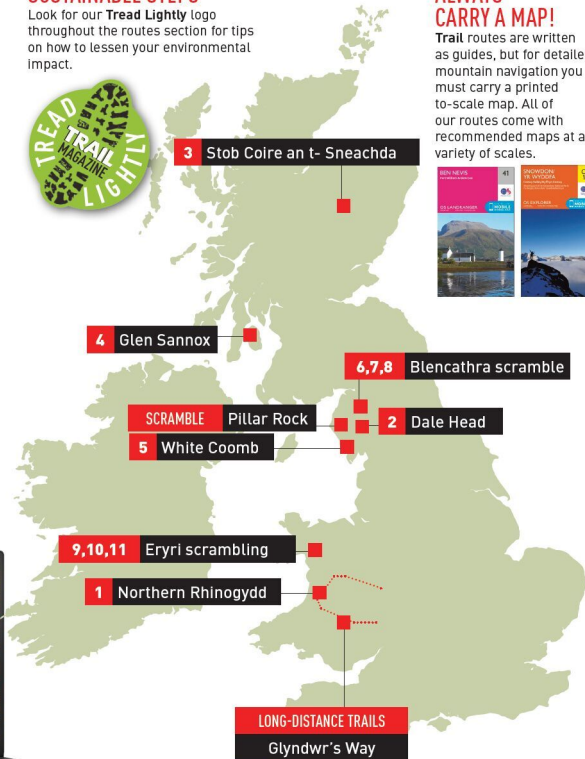 Look for our Tread Lightly logo
throughout the routes section for tips
on how to lessen your environmental
impact.
TREAD
TRAIL
MAGAZINE
LIGHTLY
CARRY A MAP!
Trail routes are written
as guides, but for detaile
mountain navigation you
must carry a printed
to-scale map. All of
our routes come with
recommended maps at a
variety of scales.
BEN NEVIS
41
SNOWDON/
YR WYDDFA
OS LANDRANGER
OS EXPLORER
3 Stob Coire an t- Sneachda
4 Glen Sannox
6,7,8 Blencathra scramble
SCRAMBLE Pillar Rock
2 Dale Head
5 White Coomb
9,10,11 Eryri scrambling
1 Northern Rhinogydd
LONG-DISTANCE TRAILS
Glyndwr's Way